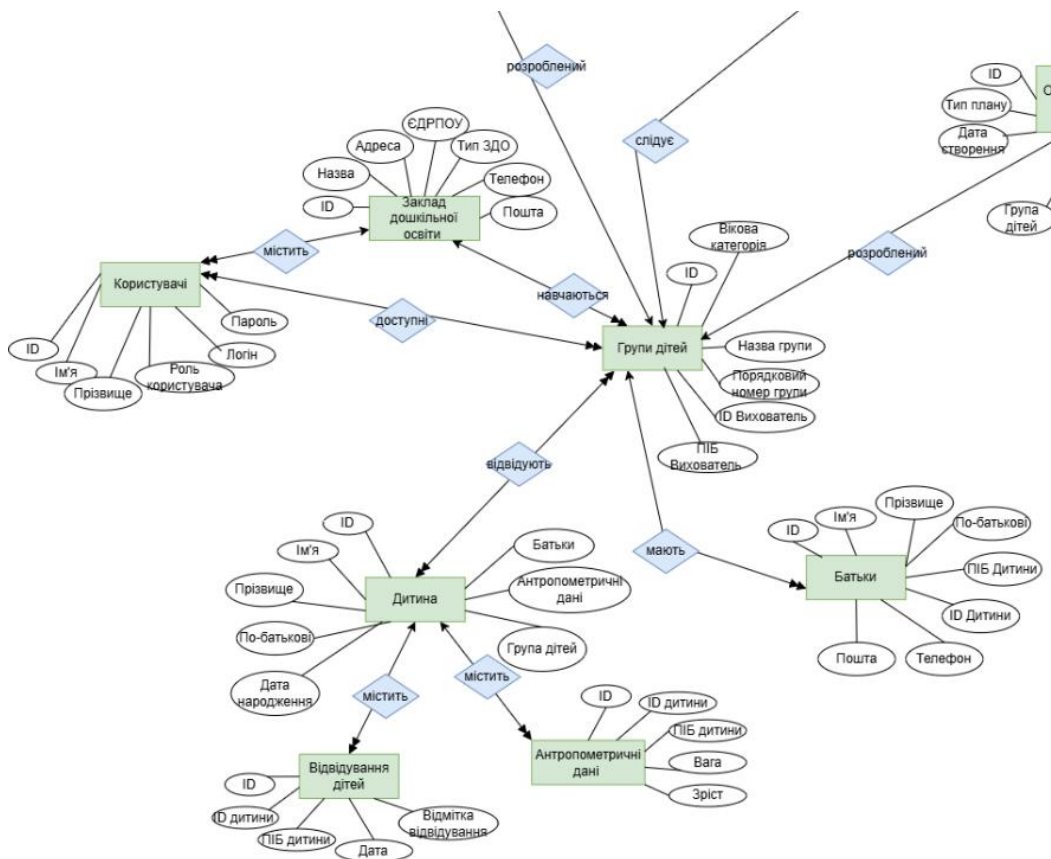 розроблений
слідує
ID
О
Тип плану
Дата
створення
Група
дітей
розроблений
ЄДРПОУ
Адреса
Тип ЗДО
Назва
Телефон
ID
Заклад
дошкільної
освіти
Пошта
містить
Користувачі
ID
Ім'я
Прізвище
Роль
користувача
Логін
Пароль
доступні
навчаються
Вікова
категорія
ID
Групи дітей
Назва групи
Порядковий
номер групи
ID Вихователь
ПІБ
Вихователь
відвідують
мають
ID
Ім'я
Прізвище
По-батькові
Дата
народження
Дитина
Батьки
Антропометричні
дані
Група дітей
ID
Ім'я
Прізвище
По-батькові
Батьки
ПІБ Дитини
ID Дитини
Пошта
Телефон
містить
містить
Відвідування
дітей
ID
ID дитини
ПІБ дитини
Дата
Відмітка
відвідування
Антропометричні
дані
ID
ID дитини
ПІБ дитини
Вага
Зріст